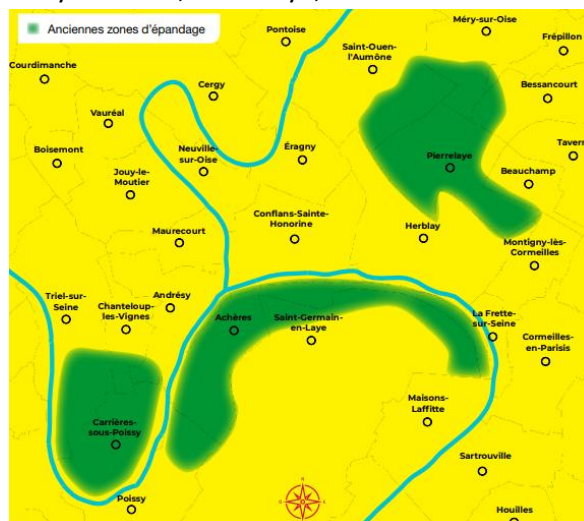 Anciennes zones d'épandage
Pontoise
Méry-sur-Oise
Frépillon
Saint-Ouen-
l'Aumône
Courdimanche
Cergy
Bessancourt
Vauréal
Boisemont
Neuville-
sur-Oise
Éragny
Pierrelaye
Tavern
Jouy-le-
Moutier
Beauchamp
Maurecourt
Conflans-Sainte-
Honorine
Herblay
Montigny-lès-
Cormeilles
Triel-sur-
Seine
Chanteloup-
les-Vignes
Andrésy
Achères
Saint-Germain-
en-Laye
La Frette-
sur-Seine
Cormeilles-
en-Parisis
Maisons-
Laffitte
Carrières-
sous-Poissy
Sartrouville
Poissy
Houilles